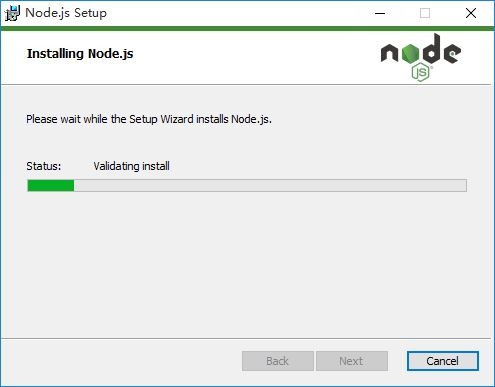 Node.js Setup
Installing Node.js
node
JS
Please wait while the Setup Wizard installs Node.js.
Status: Validating install
Back Next Cancel